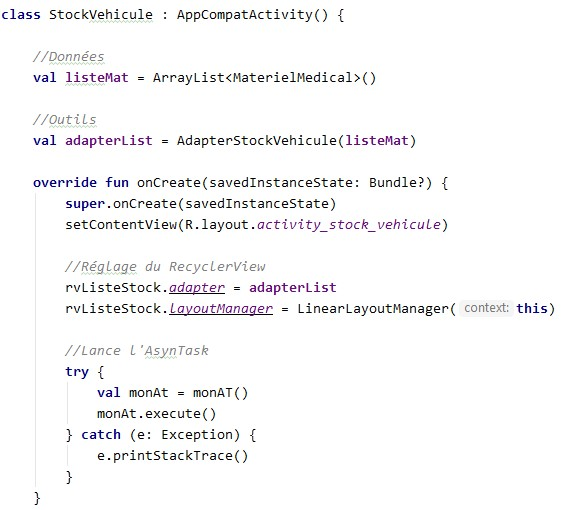 class StockVehicule : AppCompatActivity() {
//Données
val listeMat = ArrayList<MaterielMedical>()
//Outils
val adapterList = AdapterStockVehicule(listeMat)
override fun onCreate(savedInstanceState: Bundle?) {
super.onCreate(savedInstanceState)
setContentView(R.layout.activity_stock_vehicule)
//Réglage du RecyclerView
rvListeStock.adapter = adapterList
rvListeStock.layoutManager = LinearLayoutManager( context: this)
//Lance l'AsynTask
try {
val monAt = monAT()
monAt.execute()
} catch (e: Exception) {
e.printStackTrace()
}
}